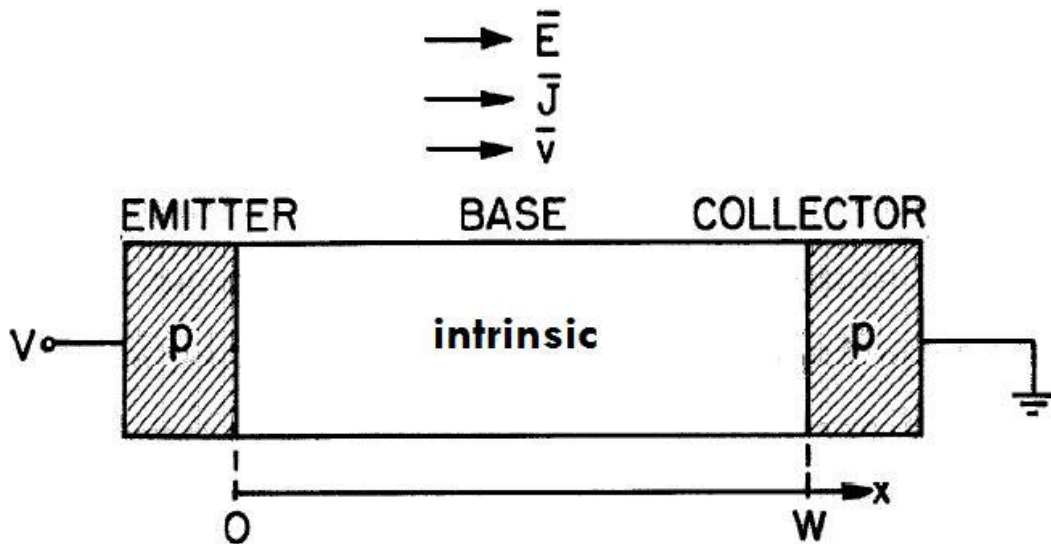 E̅
J̅
v̅
EMITTER BASE COLLECTOR
V p intrinsic p
x
O W